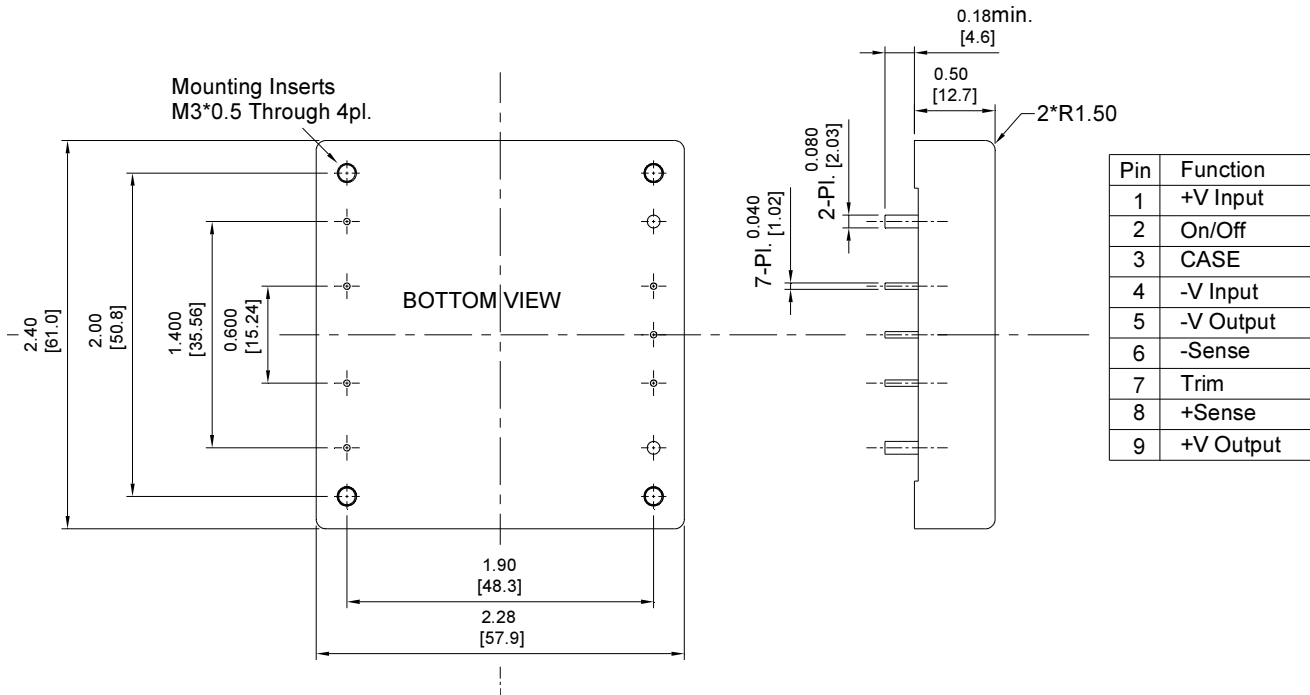 Mounting Inserts
M3*0.5 Through 4pl.
2.40
[61.0]
2.00
[50.8]
1.400
[35.56]
0.600
[15.24]
BOTTOM VIEW
1.90
[48.3]
2.28
[57.9]
7-Pl. 0.040
[1.02]
2-Pl. 0.080
[2.03]
0.18min.
[4.6]
0.50
[12.7]
2*R1.50
Pin Function
1 +V Input
2 On/Off
3 CASE
4 -V Input
5 -V Output
6 -Sense
7 Trim
8 +Sense
9 +V Output